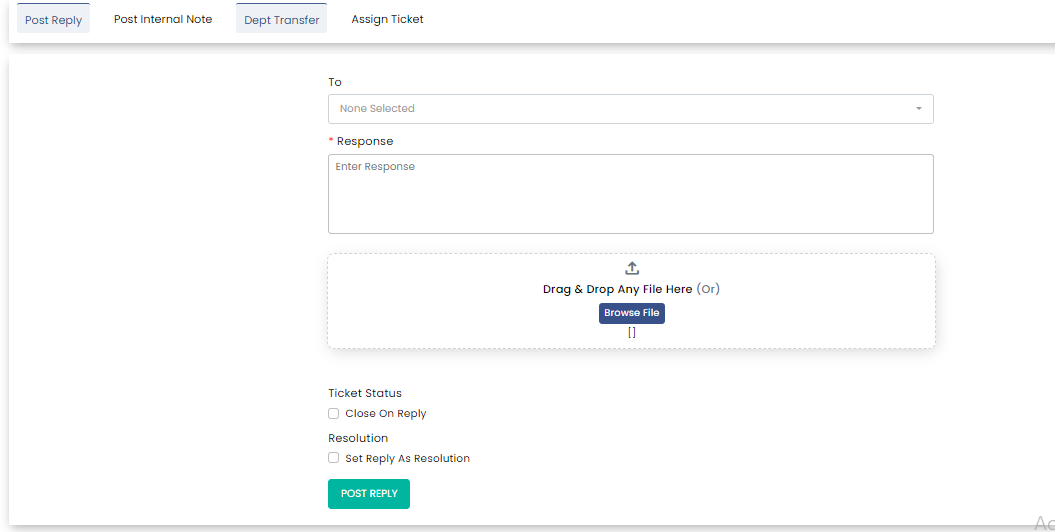 Post Reply Post Internal Note Dept Transfer Assign Ticket
To
None Selected
* Response
Enter Response
Drag & Drop Any File Here (Or)
Browse File
[]
Ticket Status
Close On Reply
Resolution
Set Reply As Resolution
POST REPLY